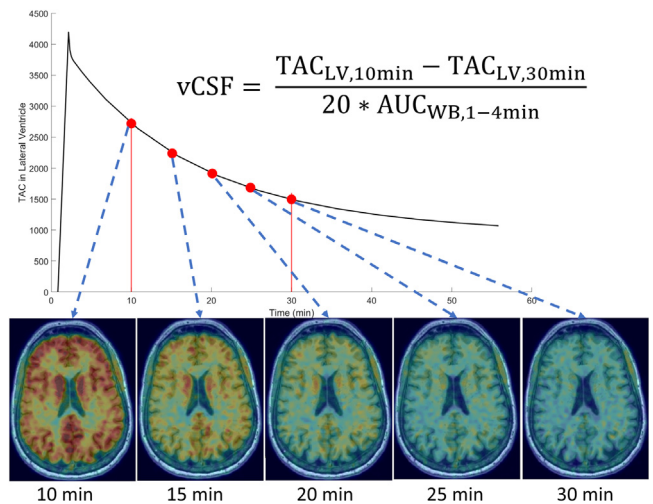 4500
4000
3500
3000
2500
2000
1500
1000
500
0
TAC in Lateral Ventricle
vCSF = (TAC_LV,10min − TAC_LV,30min) / (20 * AUC_WB,1−4min)
0 10 20 30 40 50 60
Time (min)
10 min 15 min 20 min 25 min 30 min